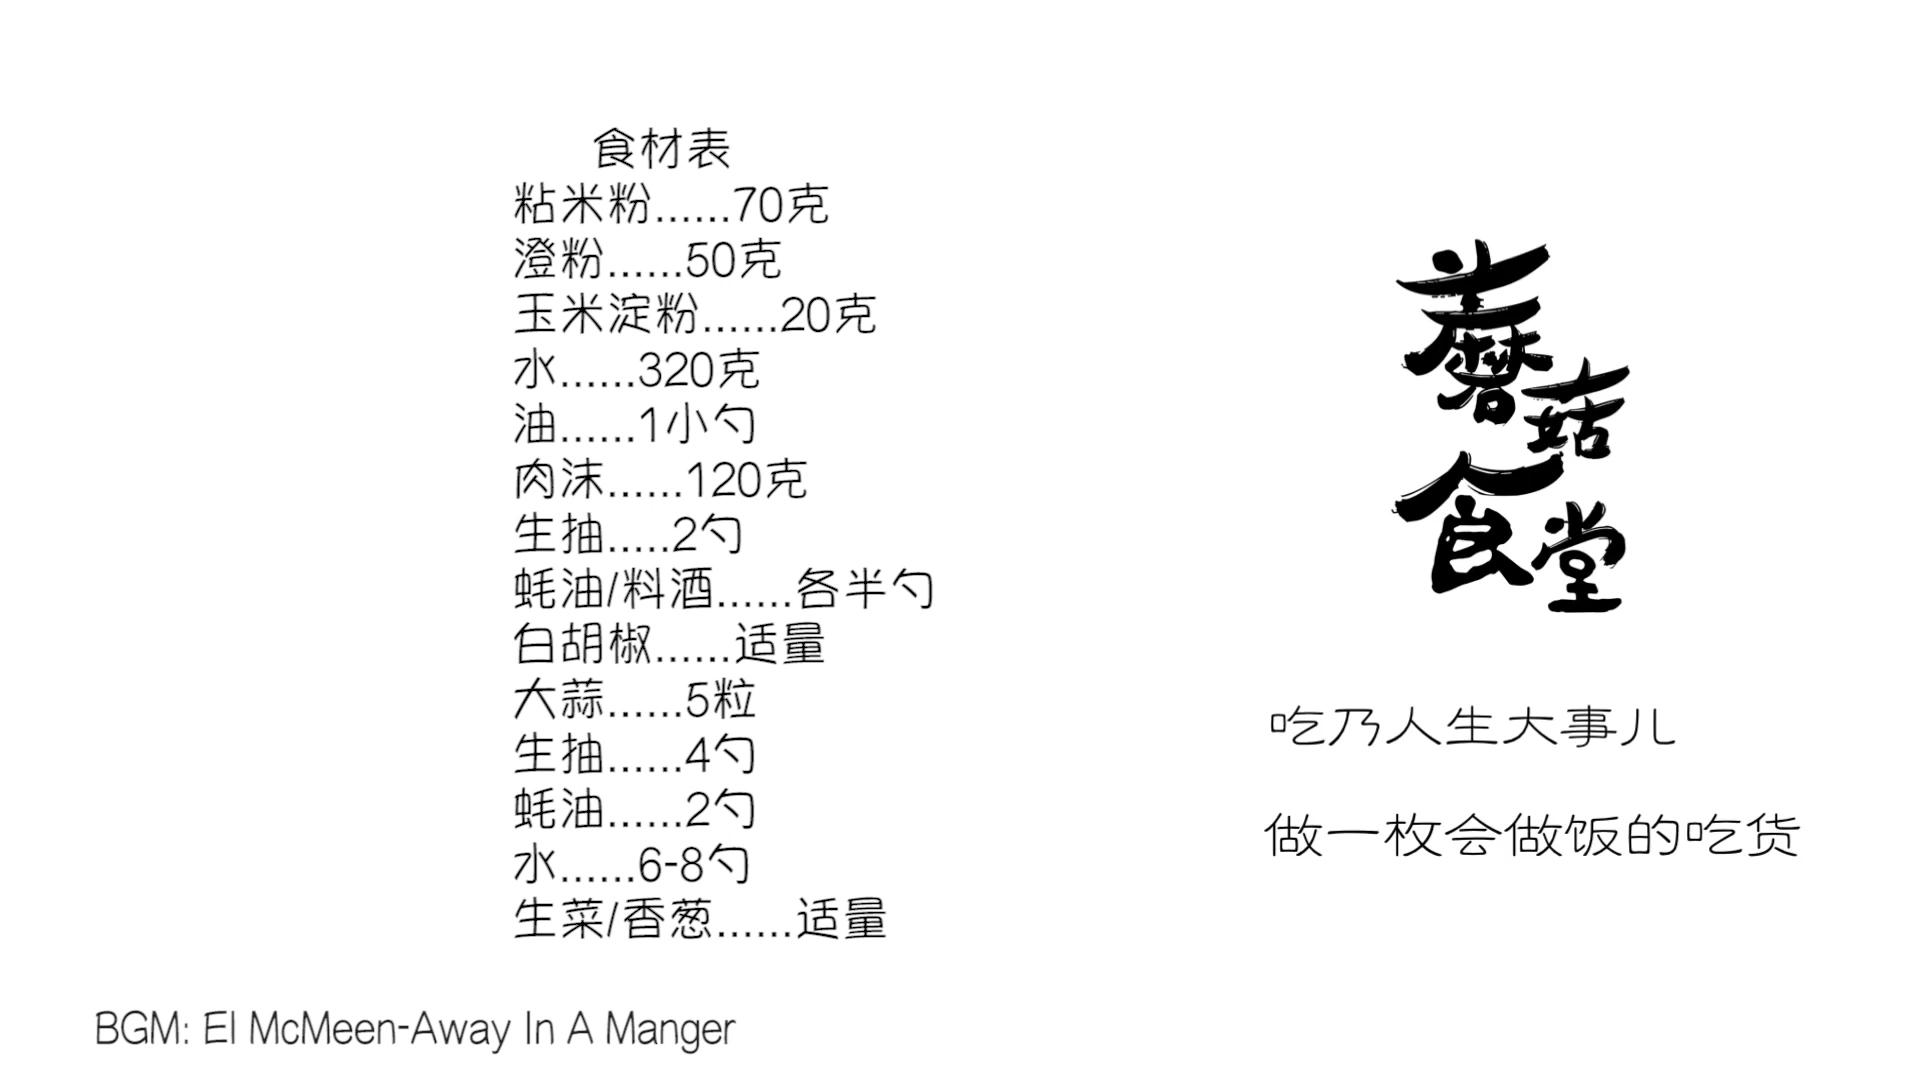 食材表
粘米粉......70克
澄粉......50克
玉米淀粉......20克
水......320克
油......1小勺
肉沫......120克
生抽.....2勺
蚝油/料酒......各半勺
白胡椒......适量
大蒜......5粒
生抽......4勺
蚝油......2勺
水......6-8勺
生菜/香葱......适量
BGM: El McMeen-Away In A Manger
蘑菇
食堂
吃乃人生大事儿
做一枚会做饭的吃货